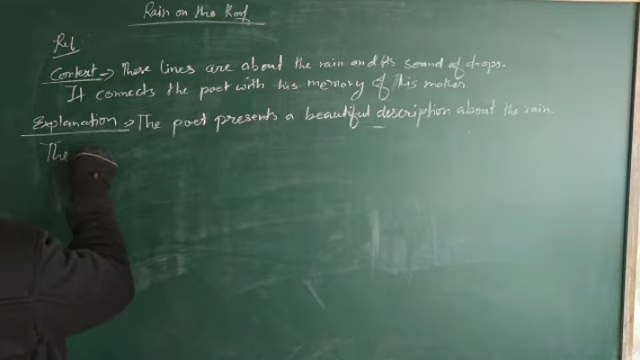 Rain on the Roof
Ref
Context → These lines are about the rain and its sound of drops.
It connects the poet with his memory of his mother.
Explanation → The poet presents a beautiful description about the rain.
The